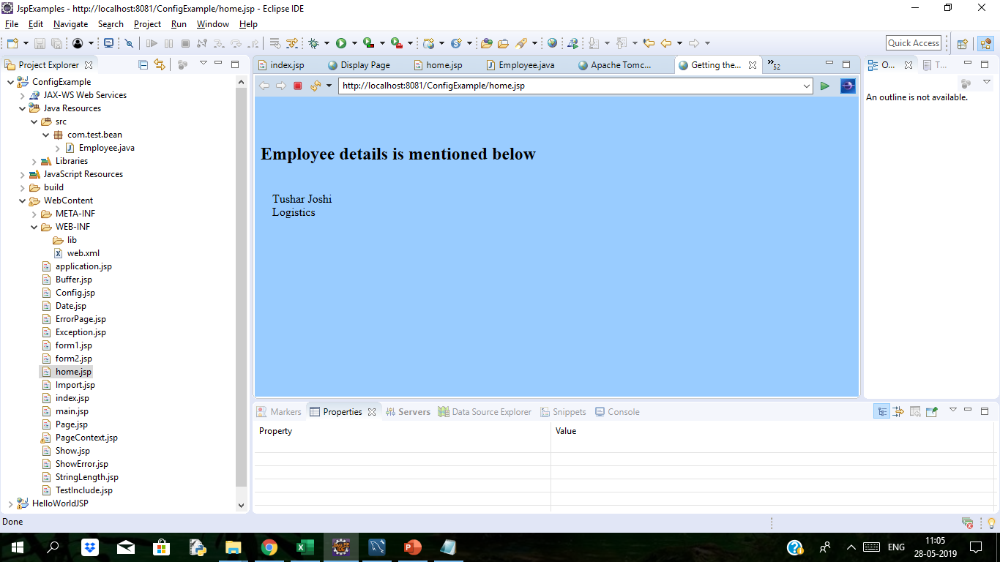 JspExamples - http://localhost:8081/ConfigExample/home.jsp - Eclipse IDE
File Edit Navigate Search Project Run Window Help
Quick Access
Project Explorer
index.jsp Display Page home.jsp Employee.java Apache Tomc... Getting the... »52
O... T...
http://localhost:8081/ConfigExample/home.jsp
An outline is not available.
ConfigExample
JAX-WS Web Services
Java Resources
src
com.test.bean
Employee.java
Libraries
JavaScript Resources
build
WebContent
META-INF
WEB-INF
lib
web.xml
application.jsp
Buffer.jsp
Config.jsp
Date.jsp
ErrorPage.jsp
Exception.jsp
form1.jsp
form2.jsp
home.jsp
Import.jsp
index.jsp
main.jsp
Page.jsp
PageContext.jsp
Show.jsp
ShowError.jsp
StringLength.jsp
TestInclude.jsp
HelloWorldJSP
Employee details is mentioned below
Tushar Joshi
Logistics
Markers Properties Servers Data Source Explorer Snippets Console
Property Value
Done
ENG
11:05
28-05-2019